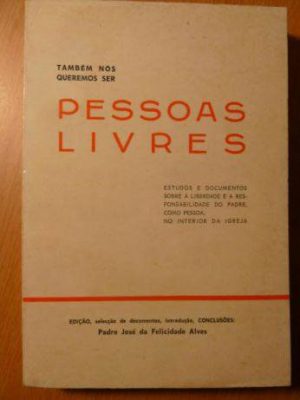 TAMBÉM NÓS
QUEREMOS SER
PESSOAS
LIVRES
ESTUDOS E DOCUMENTOS
SOBRE A LIBERDADE E A RES-
PONSABILIDADE DO PADRE,
COMO PESSOA,
NO INTERIOR DA IGREJA
EDIÇÃO, selecção de documentos, introdução, CONCLUSÕES:
Padre José da Felicidade Alves